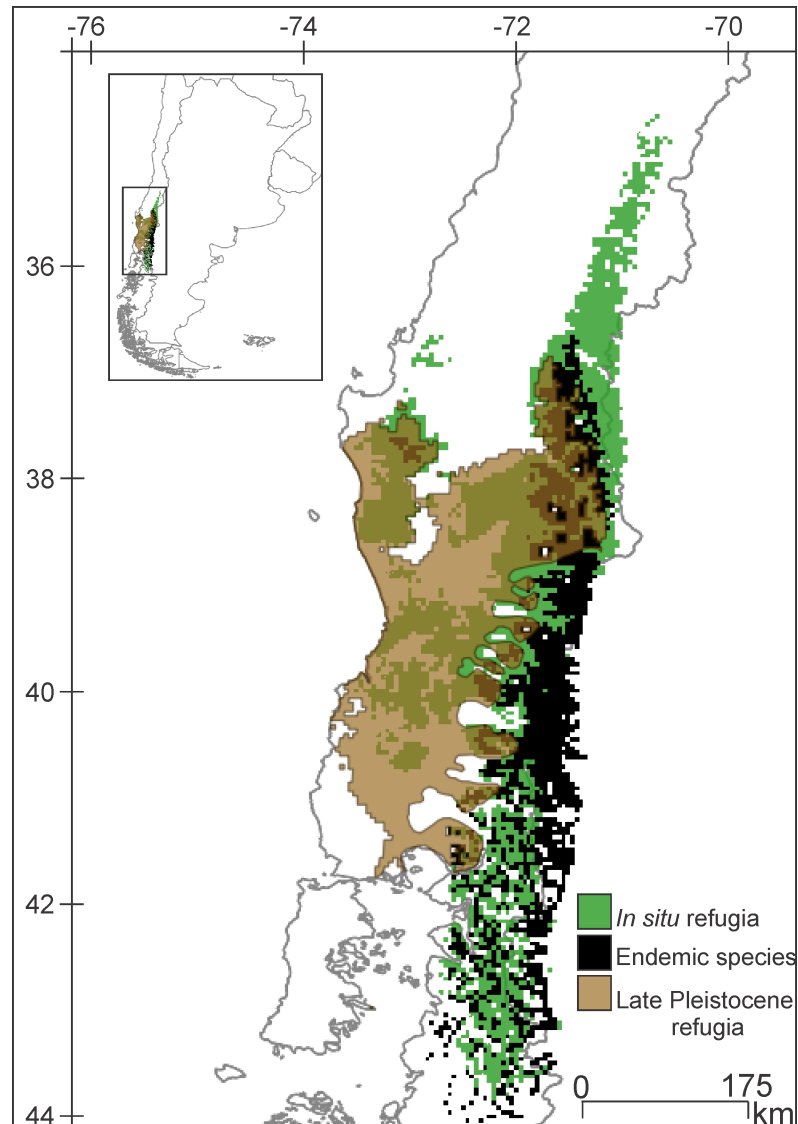 -76 -74 -72 -70
36
38
40
42
44
In situ refugia
Endemic species
Late Pleistocene
refugia
0 175
km